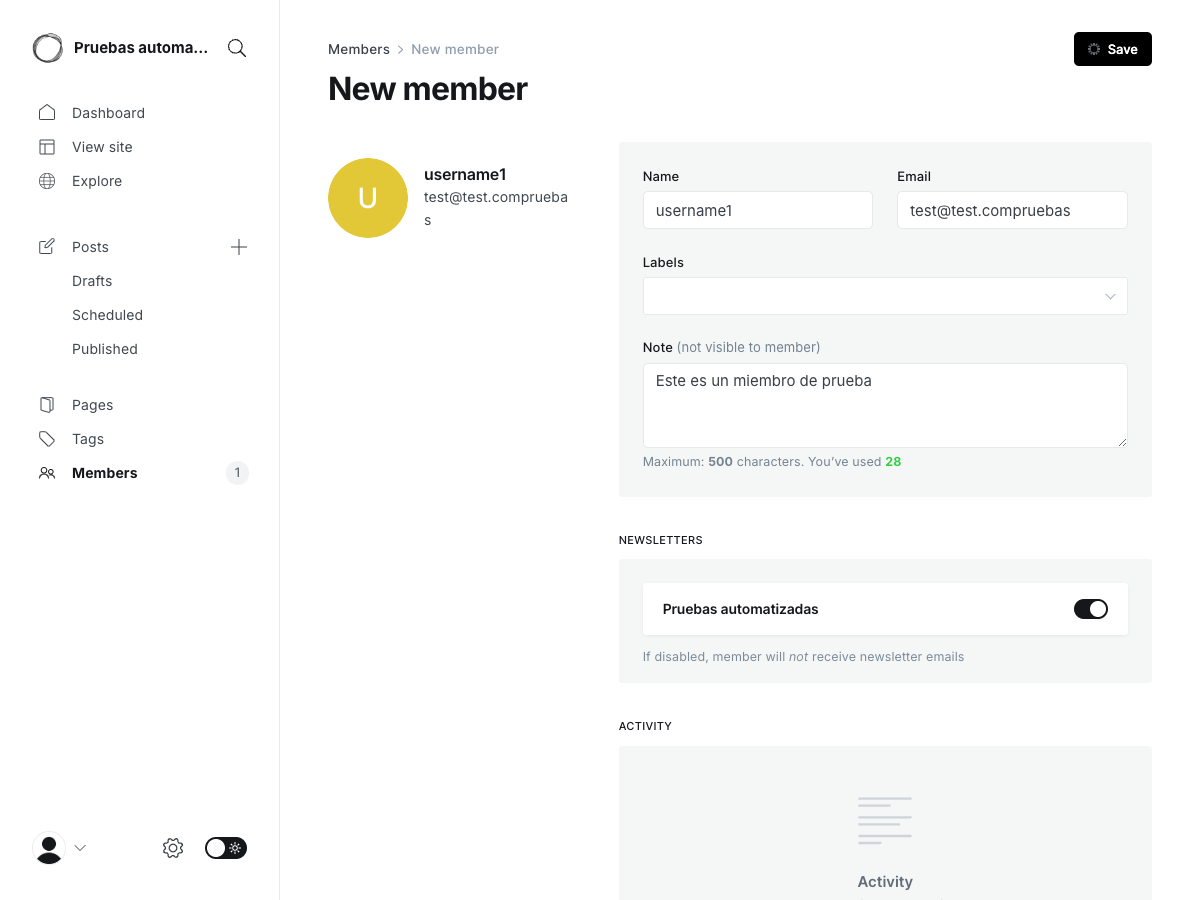 Pruebas automa...
Dashboard
View site
Explore
Posts
Drafts
Scheduled
Published
Pages
Tags
Members 1
Members > New member
Save
New member
U
username1
test@test.comprueba
s
Name
username1
Email
test@test.compruebas
Labels
Note (not visible to member)
Este es un miembro de prueba
Maximum: 500 characters. You’ve used 28
NEWSLETTERS
Pruebas automatizadas
If disabled, member will not receive newsletter emails
ACTIVITY
Activity